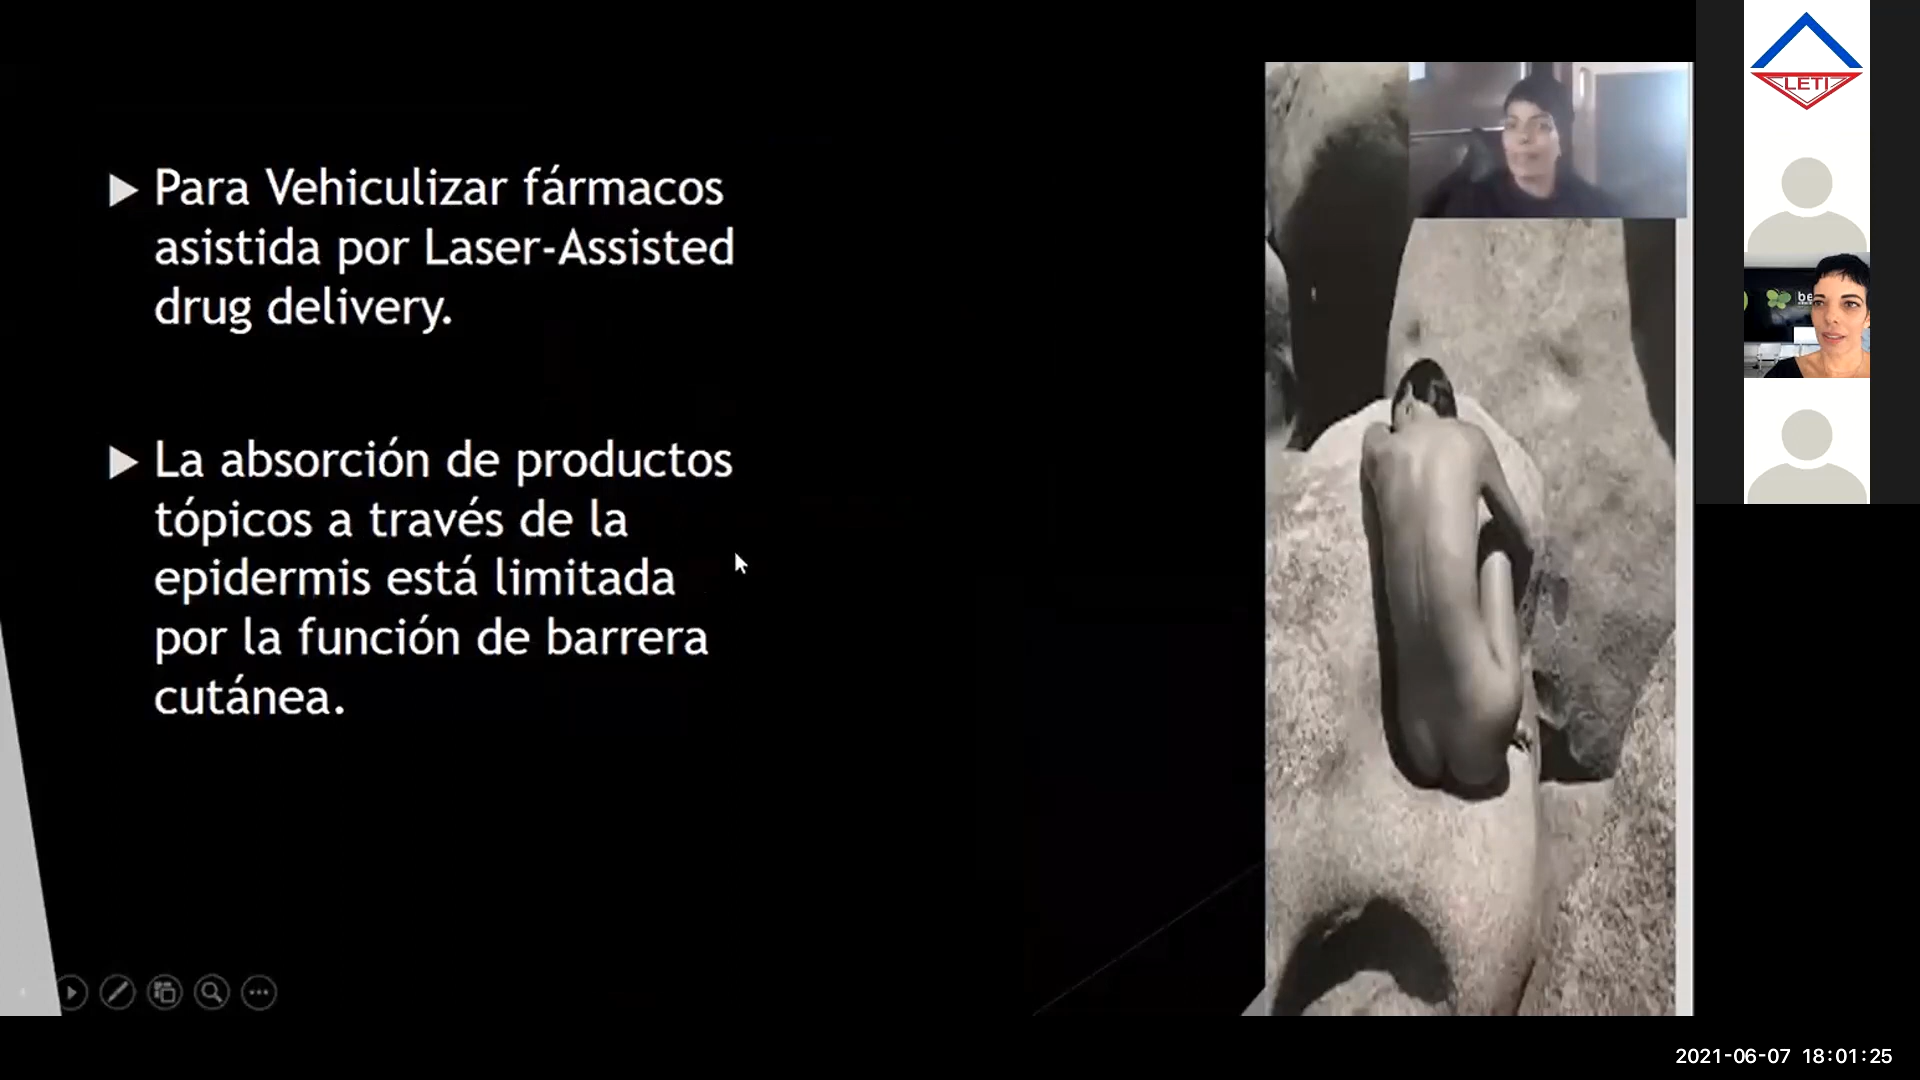 Para Vehiculizar fármacos
asistida por Laser-Assisted
drug delivery.
La absorción de productos
tópicos a través de la
epidermis está limitada
por la función de barrera
cutánea.
LETI
be
2021-06-07 18:01:25